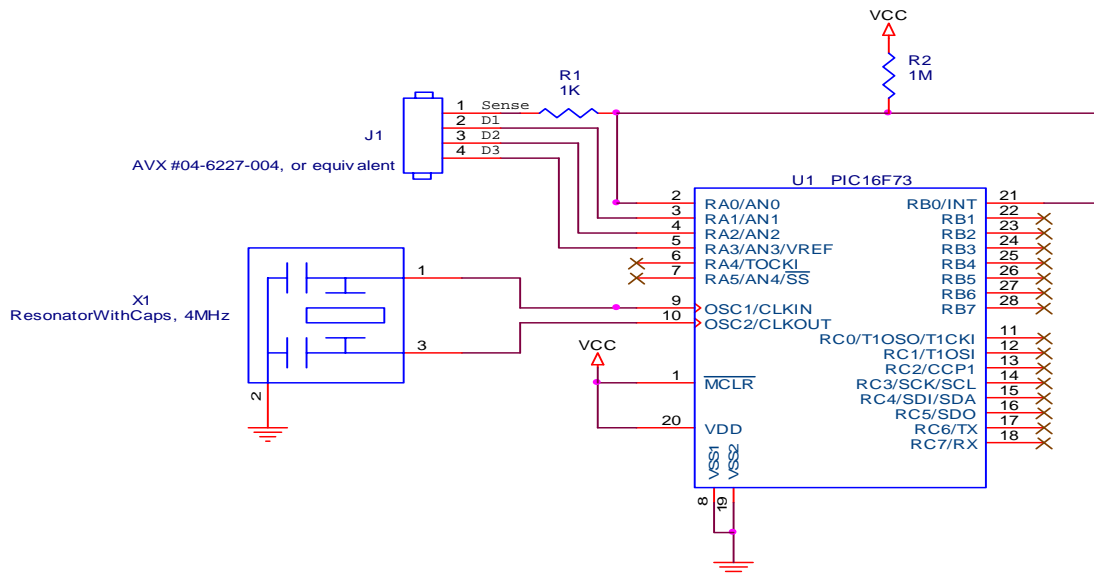 VCC
R2
1M
R1
1K
1 Sense
2 D1
3 D2
4 D3
J1
AVX #04-6227-004, or equivalent
U1 PIC16F73
2 RA0/AN0
3 RA1/AN1
4 RA2/AN2
5 RA3/AN3/VREF
6 RA4/TOCKI
7 RA5/AN4/SS
9 OSC1/CLKIN
10 OSC2/CLKOUT
1 MCLR
20 VDD
VCC
8 VSS1
19 VSS2
RB0/INT 21
RB1 22
RB2 23
RB3 24
RB4 25
RB5 26
RB6 27
RB7 28
RC0/T1OSO/T1CKI 11
RC1/T1OSI 12
RC2/CCP1 13
RC3/SCK/SCL 14
RC4/SDI/SDA 15
RC5/SDO 16
RC6/TX 17
RC7/RX 18
X1
ResonatorWithCaps, 4MHz
1
3
2